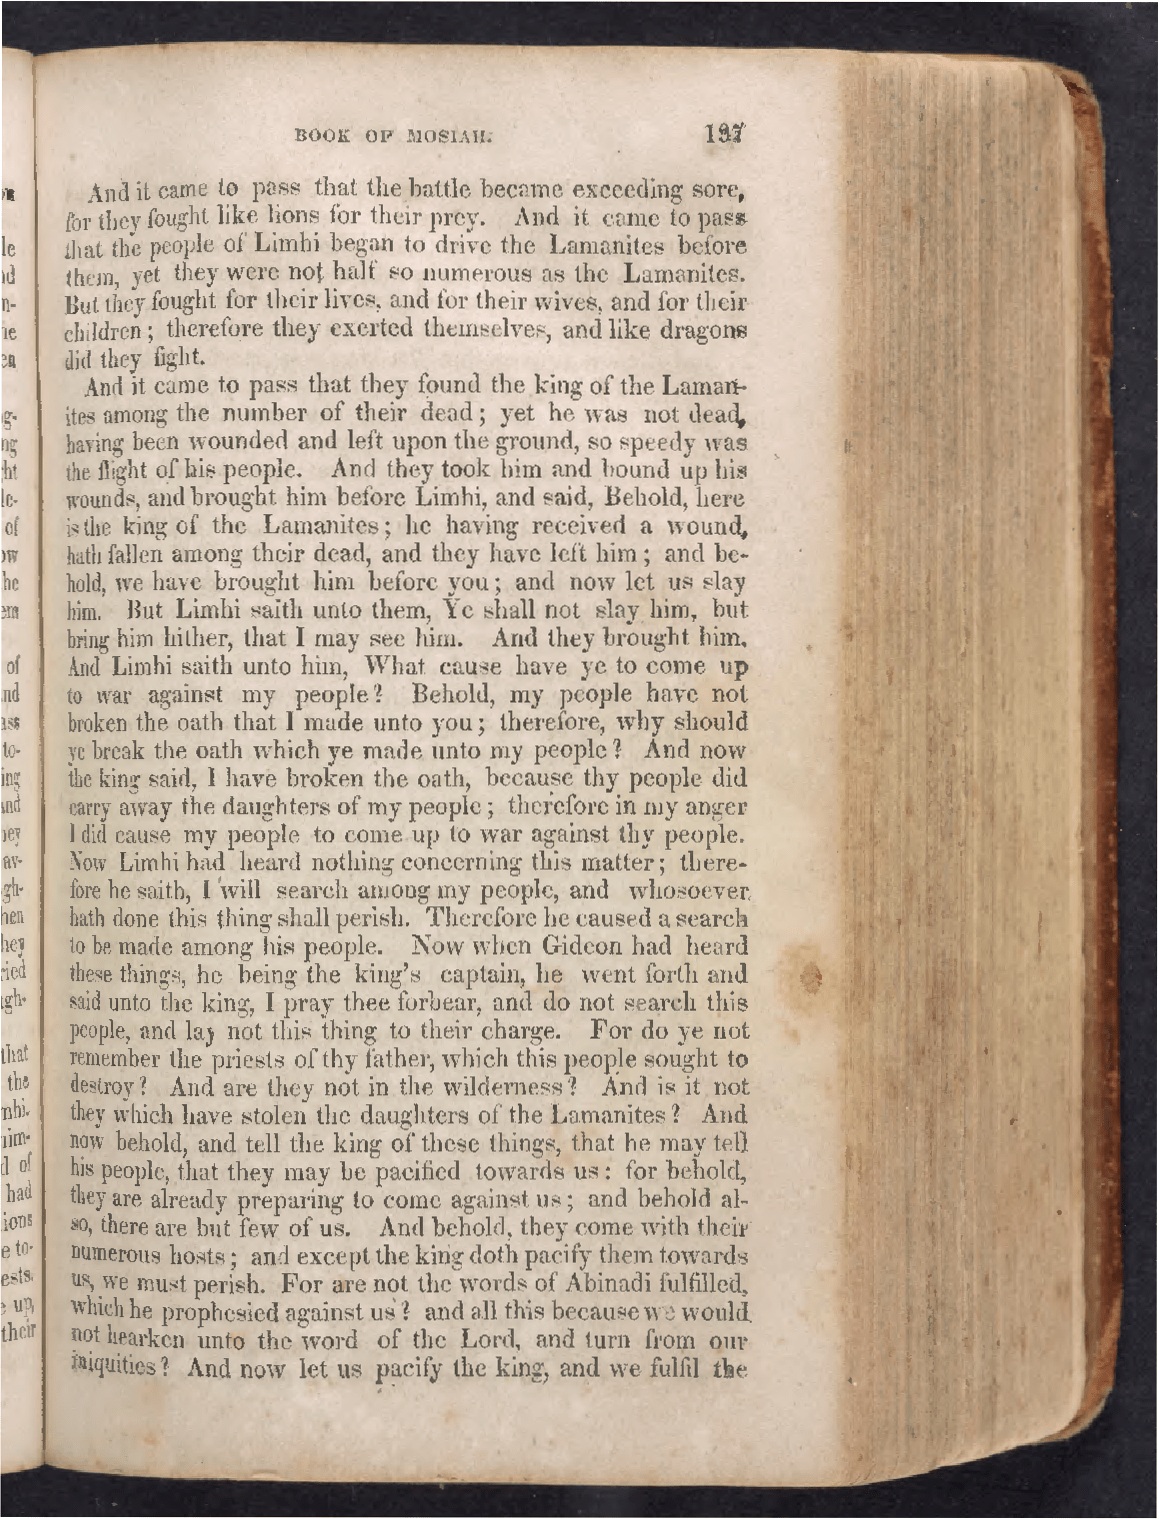 BOOK OF MOSIAH. 197
And it came to pass that the battle became exceeding sore,
for they fought like lions for their prey. And it came to pass
that the people of Limhi began to drive the Lamanites before
them, yet they were not half so numerous as the Lamanites.
But they fought for their lives, and for their wives, and for their
children; therefore they exerted themselves, and like dragons
did they fight.
And it came to pass that they found the king of the Laman-
ites among the number of their dead; yet he was not dead,
having been wounded and left upon the ground, so speedy was
the flight of his people. And they took him and bound up his
wounds, and brought him before Limhi, and said, Behold, here
is the king of the Lamanites; he having received a wound,
hath fallen among their dead, and they have left him; and be-
hold, we have brought him before you; and now let us slay
him. But Limhi saith unto them, Ye shall not slay him, but
bring him hither, that I may see him. And they brought him.
And Limhi saith unto him, What cause have ye to come up
to war against my people? Behold, my people have not
broken the oath that I made unto you; therefore, why should
ye break the oath which ye made unto my people? And now
the king said, I have broken the oath, because thy people did
carry away the daughters of my people; therefore in my anger
I did cause my people to come up to war against thy people.
Now Limhi had heard nothing concerning this matter; there-
fore he saith, I will search among my people, and whosoever
hath done this thing shall perish. Therefore he caused a search
to be made among his people. Now when Gideon had heard
these things, he being the king's captain, he went forth and
said unto the king, I pray thee forbear, and do not search this
people, and lay not this thing to their charge. For do ye not
remember the priests of thy father, which this people sought to
destroy? And are they not in the wilderness? And is it not
they which have stolen the daughters of the Lamanites? And
now behold, and tell the king of these things, that he may tell
his people, that they may be pacified towards us: for behold,
they are already preparing to come against us; and behold al-
so, there are but few of us. And behold, they come with their
numerous hosts; and except the king doth pacify them towards
us, we must perish. For are not the words of Abinadi fulfilled,
which he prophesied against us? and all this because we would
not hearken unto the word of the Lord, and turn from our
iniquities? And now let us pacify the king, and we fulfil the